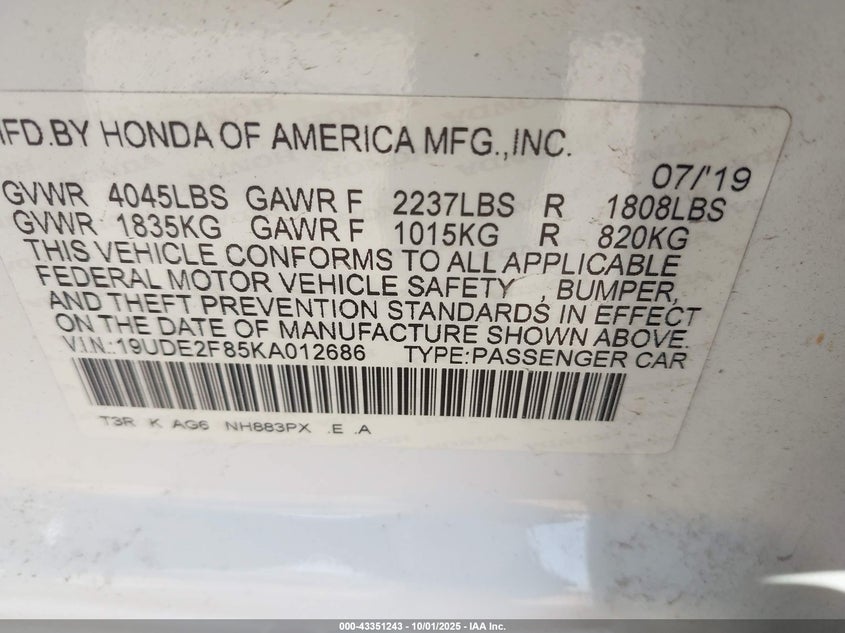 MFD.BY HONDA OF AMERICA MFG.,INC.
07/'19
GVWR 4045LBS GAWR F 2237LBS R 1808LBS
GVWR 1835KG GAWR F 1015KG R 820KG
THIS VEHICLE CONFORMS TO ALL APPLICABLE
FEDERAL MOTOR VEHICLE SAFETY , BUMPER,
AND THEFT PREVENTION STANDARDS IN EFFECT
ON THE DATE OF MANUFACTURE SHOWN ABOVE.
V.I.N.:19UDE2F85KA012686 TYPE:PASSENGER CAR
T3R K AG6 NH883PX .E .A
000-43351243 - 10/01/2025 - IAA Inc.